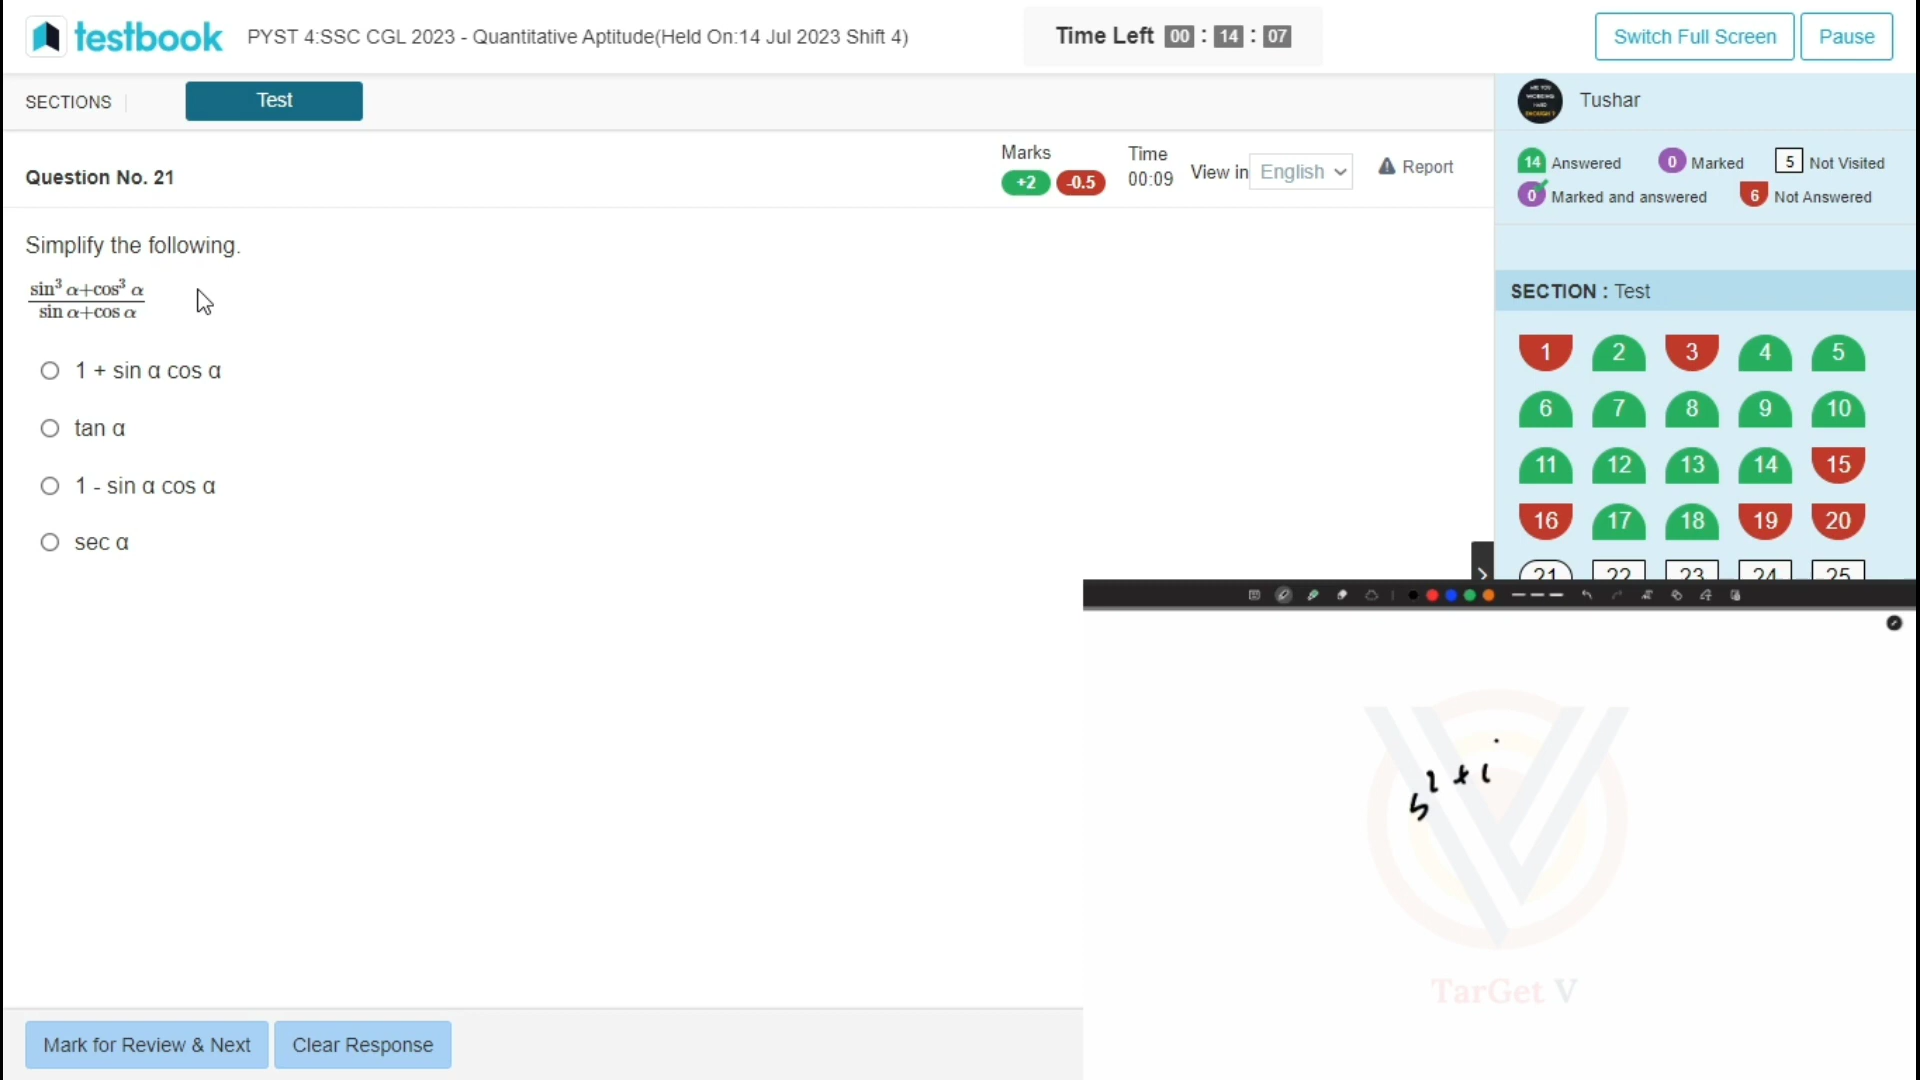 testbook PYST 4:SSC CGL 2023 - Quantitative Aptitude(Held On:14 Jul 2023 Shift 4) Time Left 00 : 14 : 07 Switch Full Screen Pause
SECTIONS Test
Tushar
14 Answered 0 Marked 5 Not Visited
0 Marked and answered 6 Not Answered
Question No. 21 Marks +2 -0.5 Time 00:09 View in English Report
Simplify the following.
sin³ α+cos³ α
sin α+cos α
1 + sin α cos α
tan α
1 - sin α cos α
sec α
SECTION : Test
1 2 3 4 5
6 7 8 9 10
11 12 13 14 15
16 17 18 19 20
21 22 23 24 25
TarGet V
Mark for Review & Next Clear Response